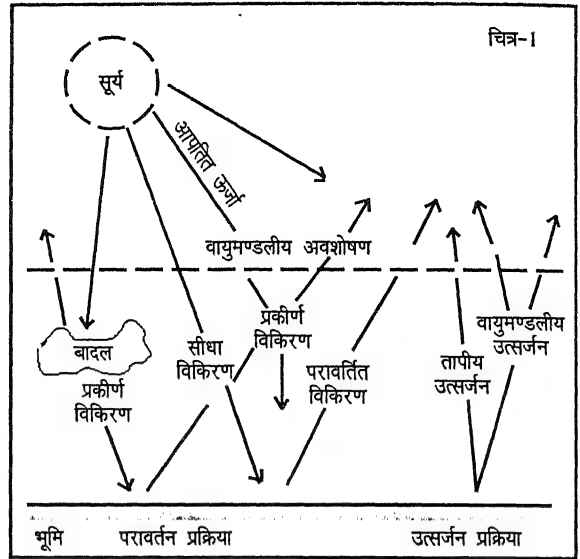 चित्र-1
सूर्य
आपतित ऊर्जा
वायुमण्डलीय अवशोषण
प्रकीर्ण
विकिरण
सीधा
विकिरण
बादल
प्रकीर्ण
विकिरण
परावर्तित
विकिरण
तापीय
उत्सर्जन
वायुमण्डलीय
उत्सर्जन
भूमि परावर्तन प्रक्रिया उत्सर्जन प्रक्रिया